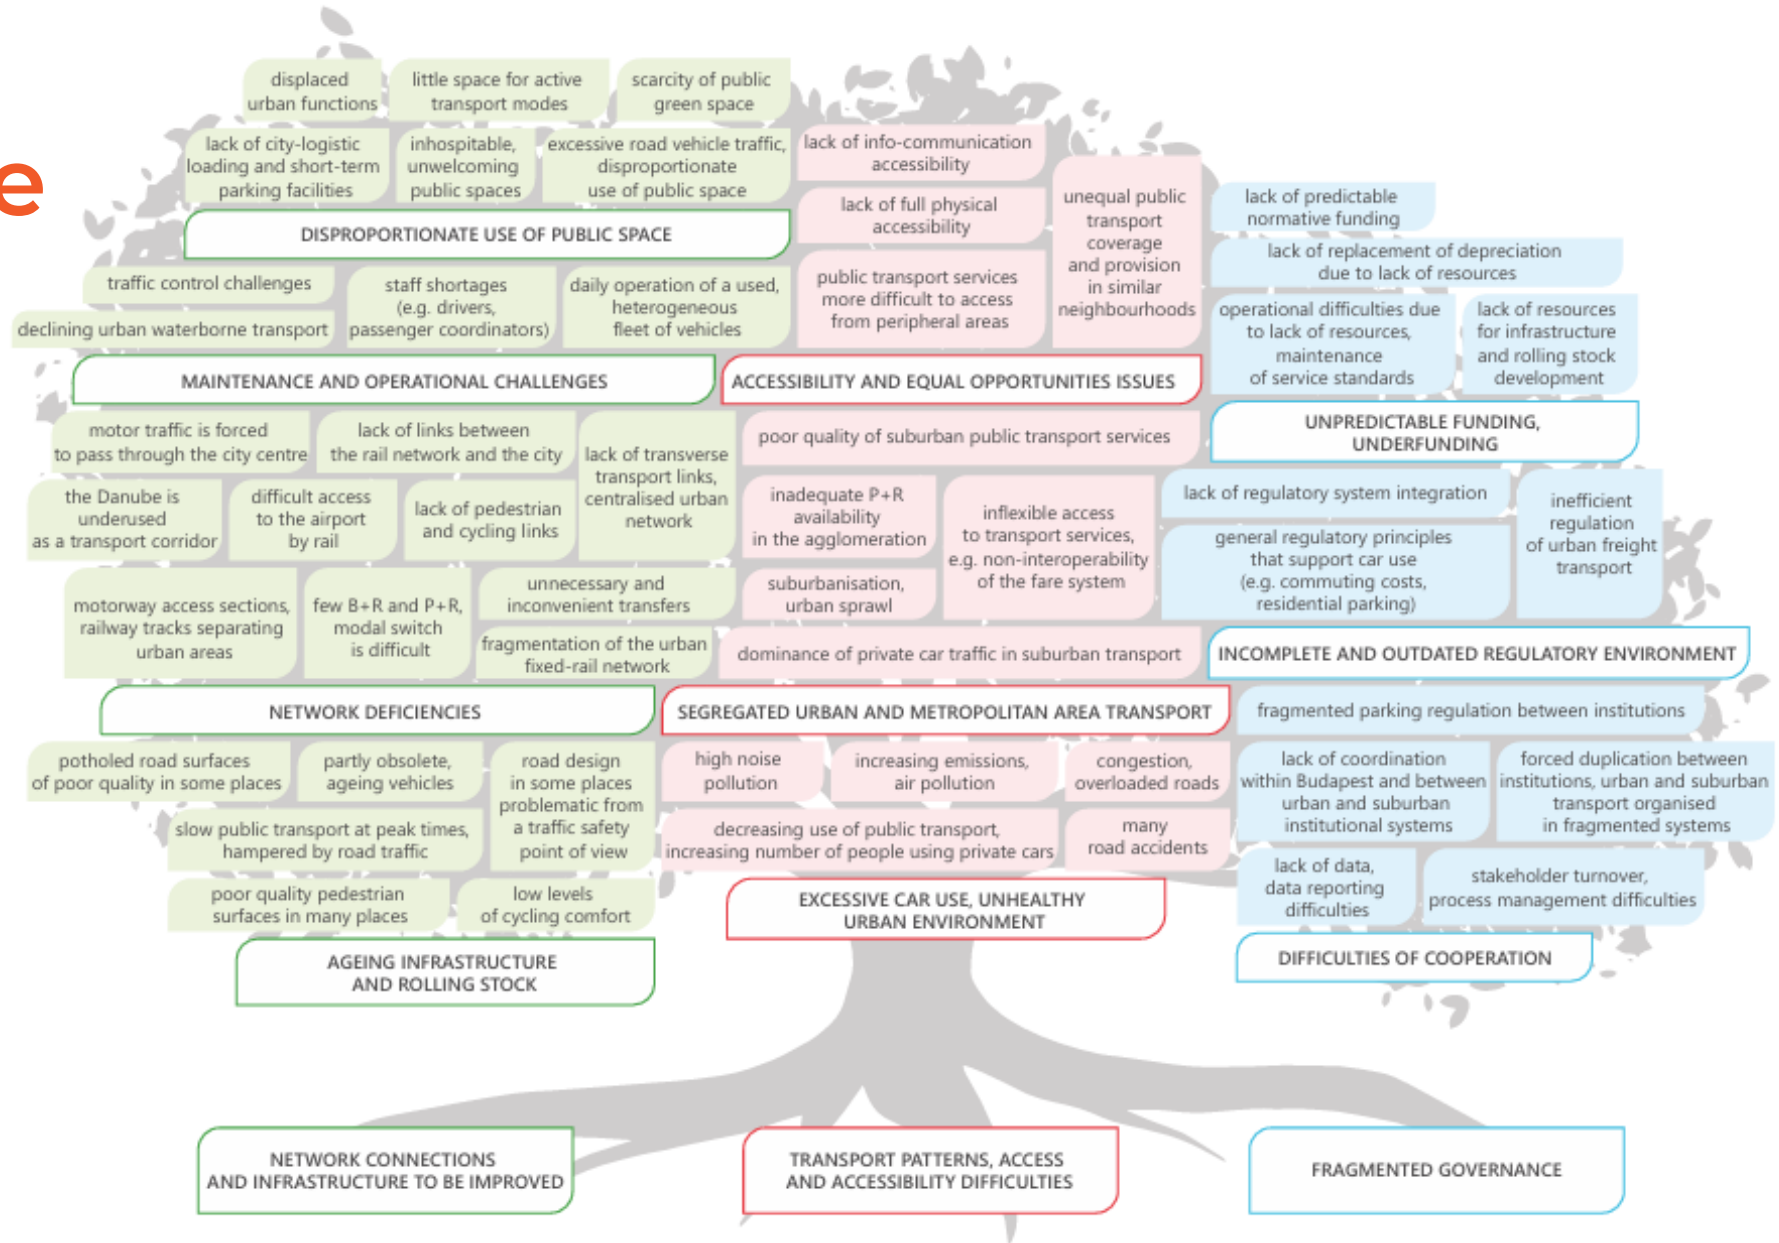 e
displaced
urban functions
little space for active
transport modes
scarcity of public
green space
lack of city-logistic
loading and short-term
parking facilities
inhospitable,
unwelcoming
public spaces
excessive road vehicle traffic,
disproportionate
use of public space
DISPROPORTIONATE USE OF PUBLIC SPACE
traffic control challenges
declining urban waterborne transport
staff shortages
(e.g. drivers,
passenger coordinators)
daily operation of a used,
heterogeneous
fleet of vehicles
MAINTENANCE AND OPERATIONAL CHALLENGES
motor traffic is forced
to pass through the city centre
lack of links between
the rail network and the city
lack of transverse
transport links,
centralised urban
network
the Danube is
underused
as a transport corridor
difficult access
to the airport
by rail
lack of pedestrian
and cycling links
motorway access sections,
railway tracks separating
urban areas
few B+R and P+R,
modal switch
is difficult
unnecessary and
inconvenient transfers
fragmentation of the urban
fixed-rail network
NETWORK DEFICIENCIES
potholed road surfaces
of poor quality in some places
partly obsolete,
ageing vehicles
road design
in some places
problematic from
a traffic safety
point of view
slow public transport at peak times,
hampered by road traffic
poor quality pedestrian
surfaces in many places
low levels
of cycling comfort
AGEING INFRASTRUCTURE
AND ROLLING STOCK
lack of info-communication
accessibility
lack of full physical
accessibility
public transport services
more difficult to access
from peripheral areas
unequal public
transport
coverage
and provision
in similar
neighbourhoods
ACCESSIBILITY AND EQUAL OPPORTUNITIES ISSUES
poor quality of suburban public transport services
inadequate P+R
availability
in the agglomeration
inflexible access
to transport services,
e.g. non-interoperability
of the fare system
suburbanisation,
urban sprawl
dominance of private car traffic in suburban transport
SEGREGATED URBAN AND METROPOLITAN AREA TRANSPORT
high noise
pollution
increasing emissions,
air pollution
congestion,
overloaded roads
decreasing use of public transport,
increasing number of people using private cars
many
road accidents
EXCESSIVE CAR USE, UNHEALTHY
URBAN ENVIRONMENT
lack of predictable
normative funding
lack of replacement of depreciation
due to lack of resources
operational difficulties due
to lack of resources,
maintenance
of service standards
lack of resources
for infrastructure
and rolling stock
development
UNPREDICTABLE FUNDING,
UNDERFUNDING
lack of regulatory system integration
general regulatory principles
that support car use
(e.g. commuting costs,
residential parking)
inefficient
regulation
of urban freight
transport
INCOMPLETE AND OUTDATED REGULATORY ENVIRONMENT
fragmented parking regulation between institutions
lack of coordination
within Budapest and between
urban and suburban
institutional systems
forced duplication between
institutions, urban and suburban
transport organised
in fragmented systems
lack of data,
data reporting
difficulties
stakeholder turnover,
process management difficulties
DIFFICULTIES OF COOPERATION
NETWORK CONNECTIONS
AND INFRASTRUCTURE TO BE IMPROVED
TRANSPORT PATTERNS, ACCESS
AND ACCESSIBILITY DIFFICULTIES
FRAGMENTED GOVERNANCE